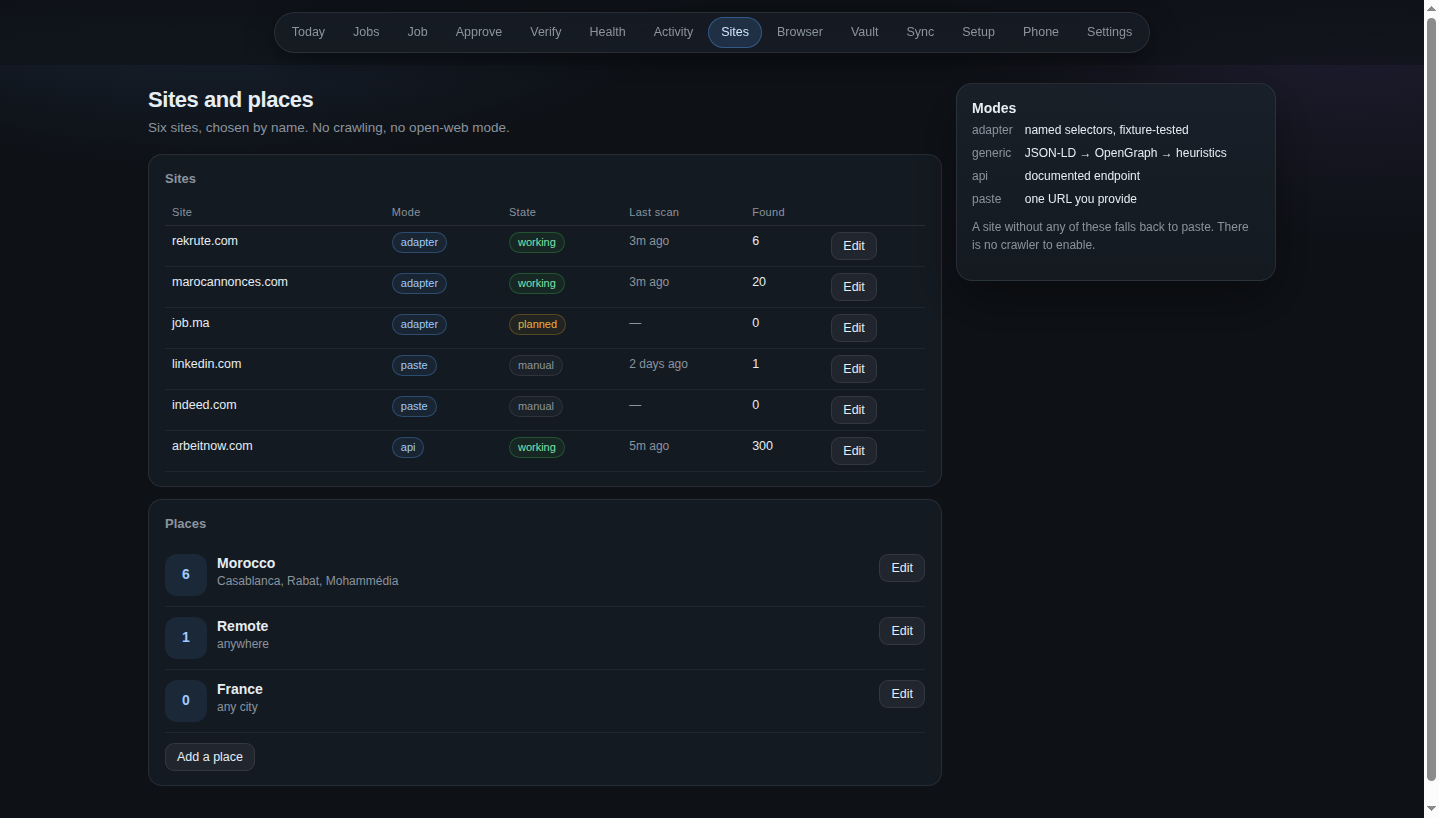 Today Jobs Job Approve Verify Health Activity Sites Browser Vault Sync Setup Phone Settings
Sites and places
Six sites, chosen by name. No crawling, no open-web mode.
Sites
Site Mode State Last scan Found
rekrute.com adapter working 3m ago 6 Edit
marocannonces.com adapter working 3m ago 20 Edit
job.ma adapter planned — 0 Edit
linkedin.com paste manual 2 days ago 1 Edit
indeed.com paste manual — 0 Edit
arbeitnow.com api working 5m ago 300 Edit
Places
6 Morocco Edit
Casablanca, Rabat, Mohammédia
1 Remote Edit
anywhere
0 France Edit
any city
Add a place
Modes
adapter named selectors, fixture-tested
generic JSON-LD → OpenGraph → heuristics
api documented endpoint
paste one URL you provide
A site without any of these falls back to paste. There
is no crawler to enable.